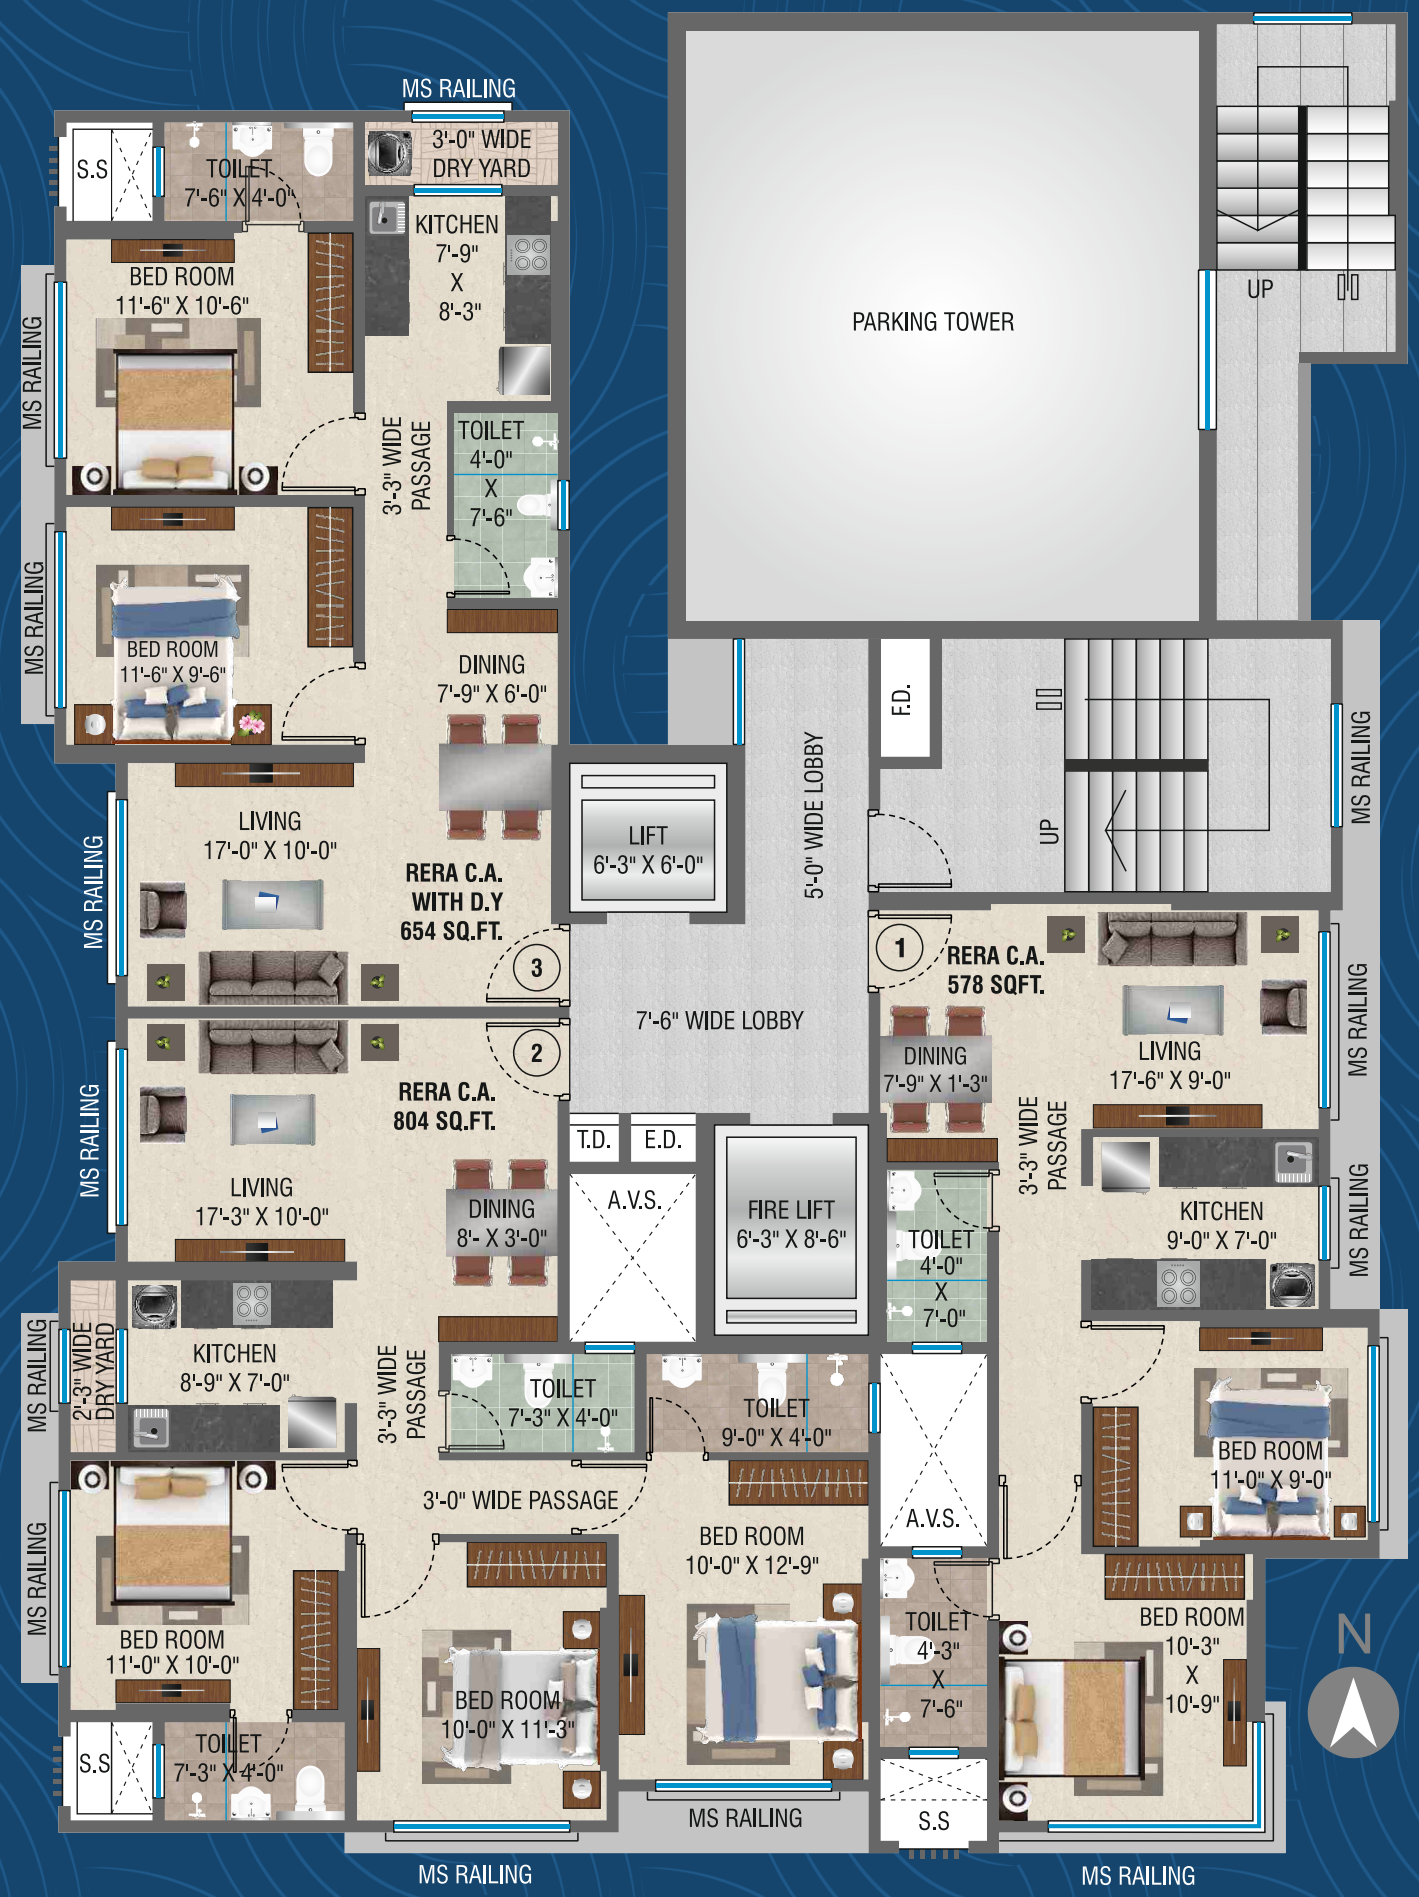 MS RAILING
S.S
TOILET
7'-6" X 4'-0"
3'-0" WIDE
DRY YARD
KITCHEN
7'-9"
X
8'-3"
BED ROOM
11'-6" X 10'-6"
MS RAILING
3'-3" WIDE
PASSAGE
TOILET
4'-0"
X
7'-6"
PARKING TOWER
UP
MS RAILING
BED ROOM
11'-6" X 9'-6"
DINING
7'-9" X 6'-0"
F.D.
5'-0" WIDE LOBBY
UP
MS RAILING
MS RAILING
LIVING
17'-0" X 10'-0"
RERA C.A.
WITH D.Y
654 SQ.FT.
LIFT
6'-3" X 6'-0"
3
1
RERA C.A.
578 SQFT.
MS RAILING
7'-6" WIDE LOBBY
2
RERA C.A.
804 SQ.FT.
MS RAILING
DINING
7'-9" X 1'-3"
LIVING
17'-6" X 9'-0"
3'-3" WIDE
PASSAGE
T.D.
E.D.
LIVING
17'-3" X 10'-0"
DINING
8'- X 3'-0"
A.V.S.
FIRE LIFT
6'-3" X 8'-6"
TOILET
4'-0"
X
7'-0"
KITCHEN
9'-0" X 7'-0"
MS RAILING
MS RAILING
2'-3" WIDE
DRY YARD
KITCHEN
8'-9" X 7'-0"
3'-3" WIDE
PASSAGE
TOILET
7'-3" X 4'-0"
TOILET
9'-0" X 4'-0"
A.V.S.
BED ROOM
11'-0" X 9'-0"
3'-0" WIDE PASSAGE
MS RAILING
BED ROOM
10'-0" X 12'-9"
BED ROOM
11'-0" X 10'-0"
BED ROOM
10'-0" X 11'-3"
TOILET
4'-3"
X
7'-6"
BED ROOM
10'-3"
X
10'-9"
N
S.S
TOILET
7'-3" X 4'-0"
MS RAILING
S.S
MS RAILING
MS RAILING